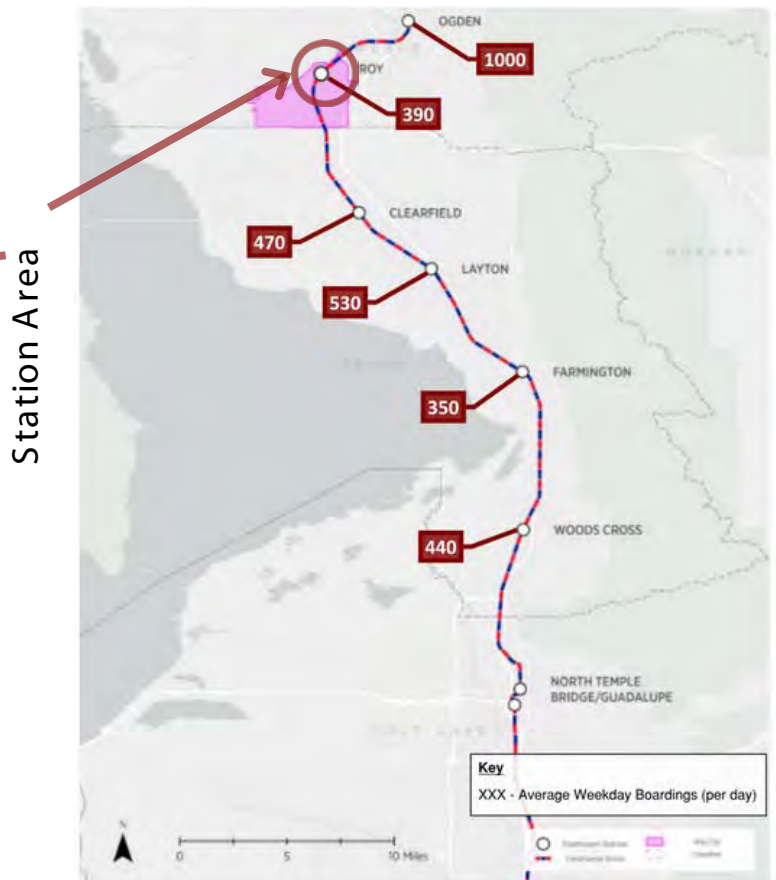 OGDEN
1000
ROY
390
CLEARFIELD
470
LAYTON
530
FARMINGTON
350
WOODS CROSS
440
NORTH TEMPLE
BRIDGE/GUADALUPE
Station Area
Key
XXX - Average Weekday Boardings (per day)
N
0 5 10 Miles